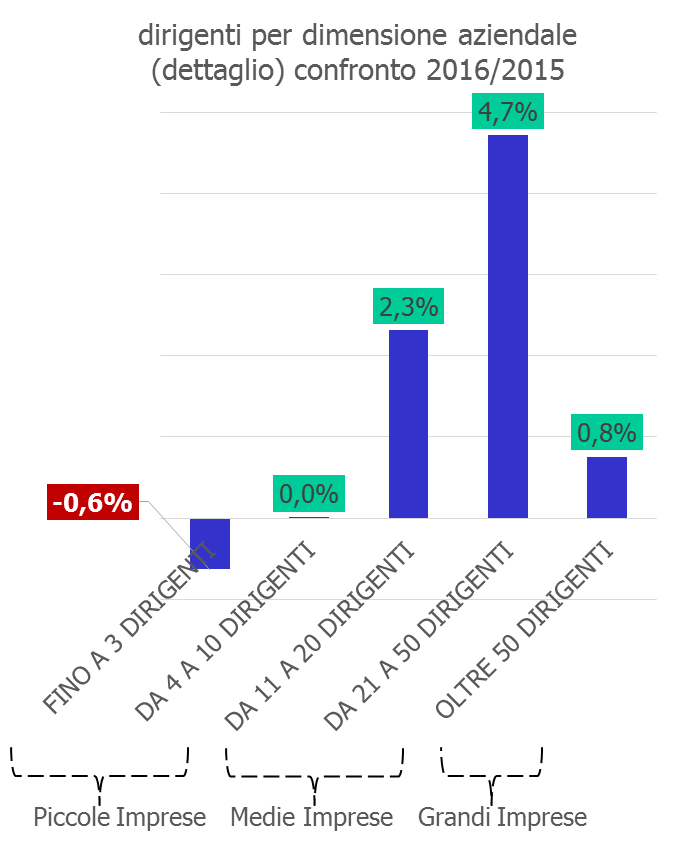 dirigenti per dimensione aziendale
(dettaglio) confronto 2016/2015
4,7%
2,3%
0,8%
0,0%
-0,6%
FINO A 3 DIRIGENTI
DA 4 A 10 DIRIGENTI
DA 11 A 20 DIRIGENTI
DA 21 A 50 DIRIGENTI
OLTRE 50 DIRIGENTI
Piccole Imprese
Medie Imprese
Grandi Imprese